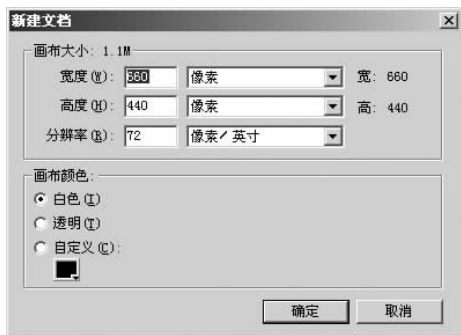 新建文档
画布大小: 1.1M
宽度(W): 660 像素 宽: 660
高度(H): 440 像素 高: 440
分辨率(R): 72 像素/英寸
画布颜色:
白色(I)
透明(T)
自定义(C):
确定 取消